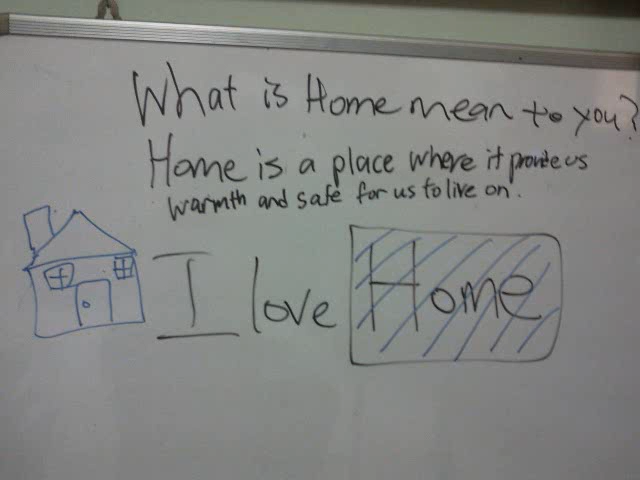 What is Home mean to you?
Home is a place where it provide us
warmth and safe for us to live on.
I love Home